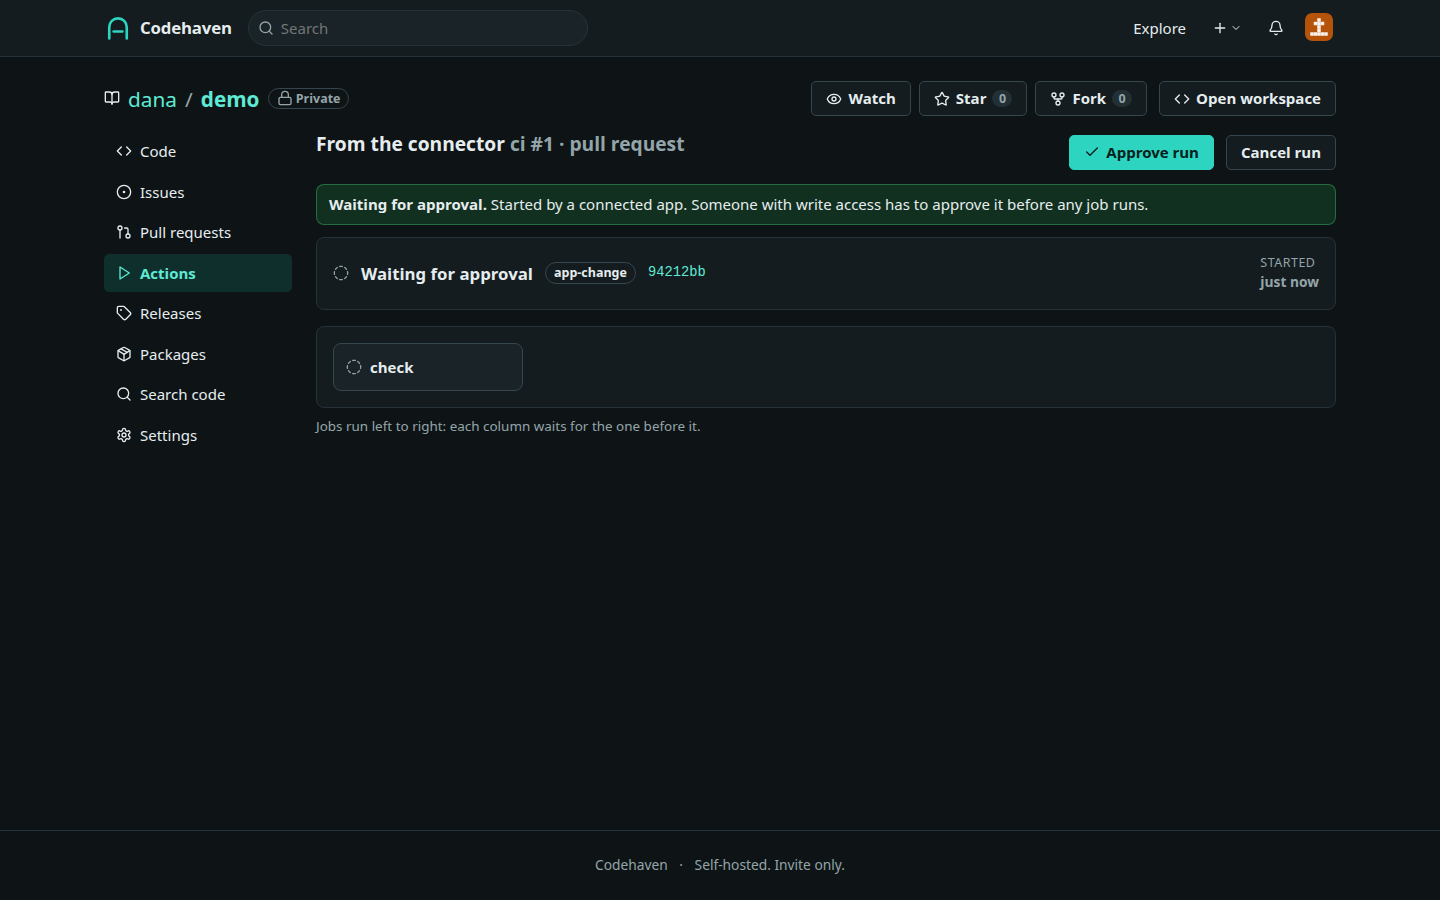 Codehaven
Search
Explore
dana / demo
Private
Watch
Star 0
Fork 0
Open workspace
Code
Issues
Pull requests
Actions
Releases
Packages
Search code
Settings
From the connector ci #1 · pull request
Approve run
Cancel run
Waiting for approval. Started by a connected app. Someone with write access has to approve it before any job runs.
Waiting for approval
app-change
94212bb
STARTED
just now
check
Jobs run left to right: each column waits for the one before it.
Codehaven · Self-hosted. Invite only.